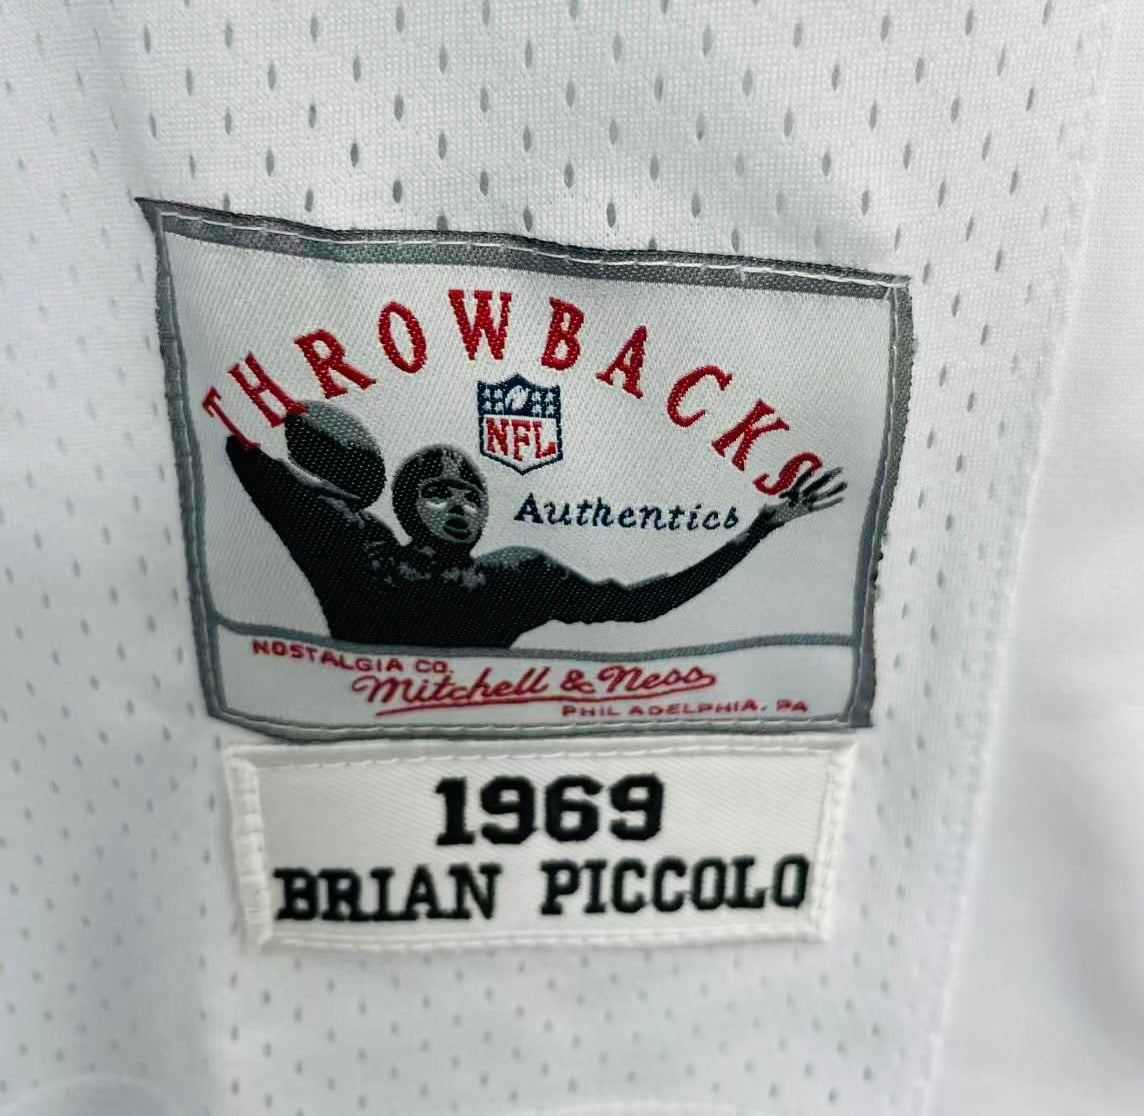 THROWBACKS
NFL
Authentics
NOSTALGIA CO.
Mitchell & Ness
PHILADELPHIA, PA
1969
BRIAN PICCOLO